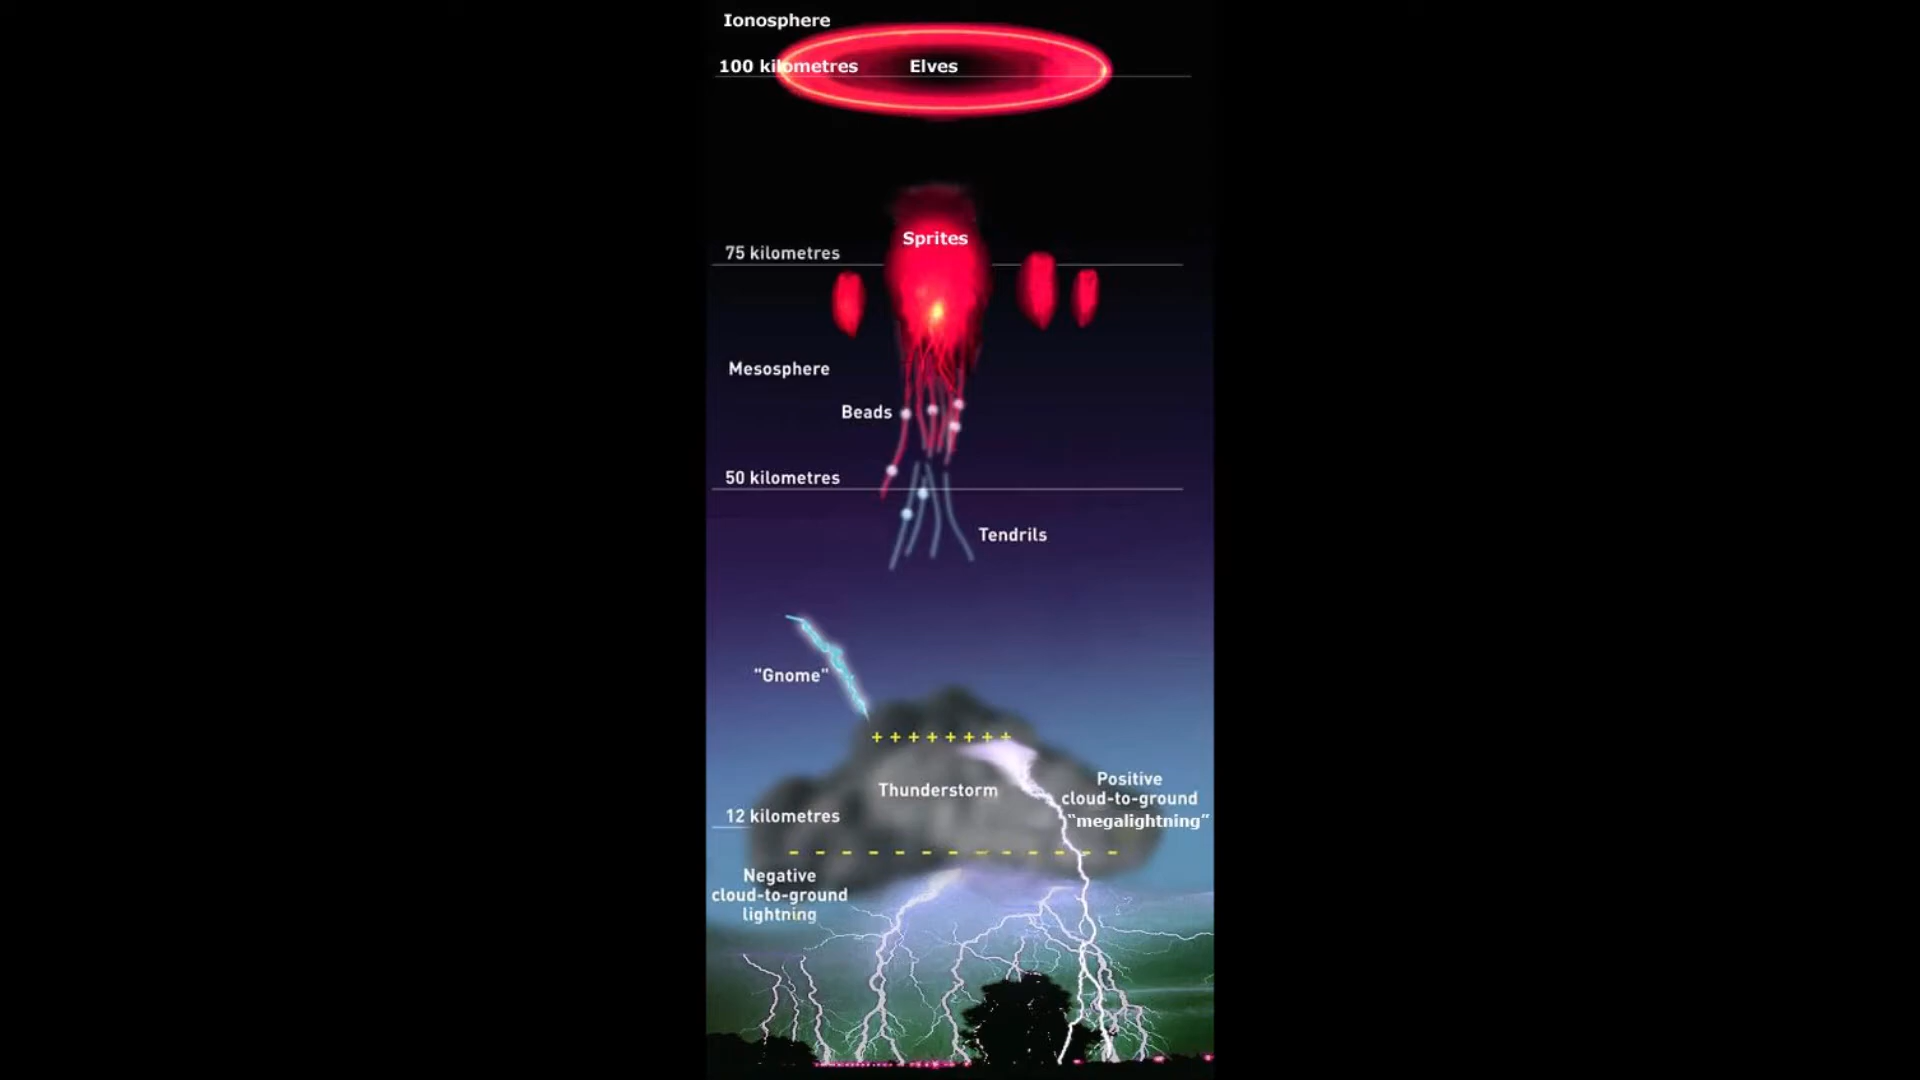 Ionosphere
100 kilometres
Elves
Sprites
75 kilometres
Mesosphere
Beads
50 kilometres
Tendrils
"Gnome"
+ + + + + + + +
Thunderstorm
Positive
cloud-to-ground
“megalightning”
12 kilometres
- - - - - - - - - - - - -
Negative
cloud-to-ground
lightning